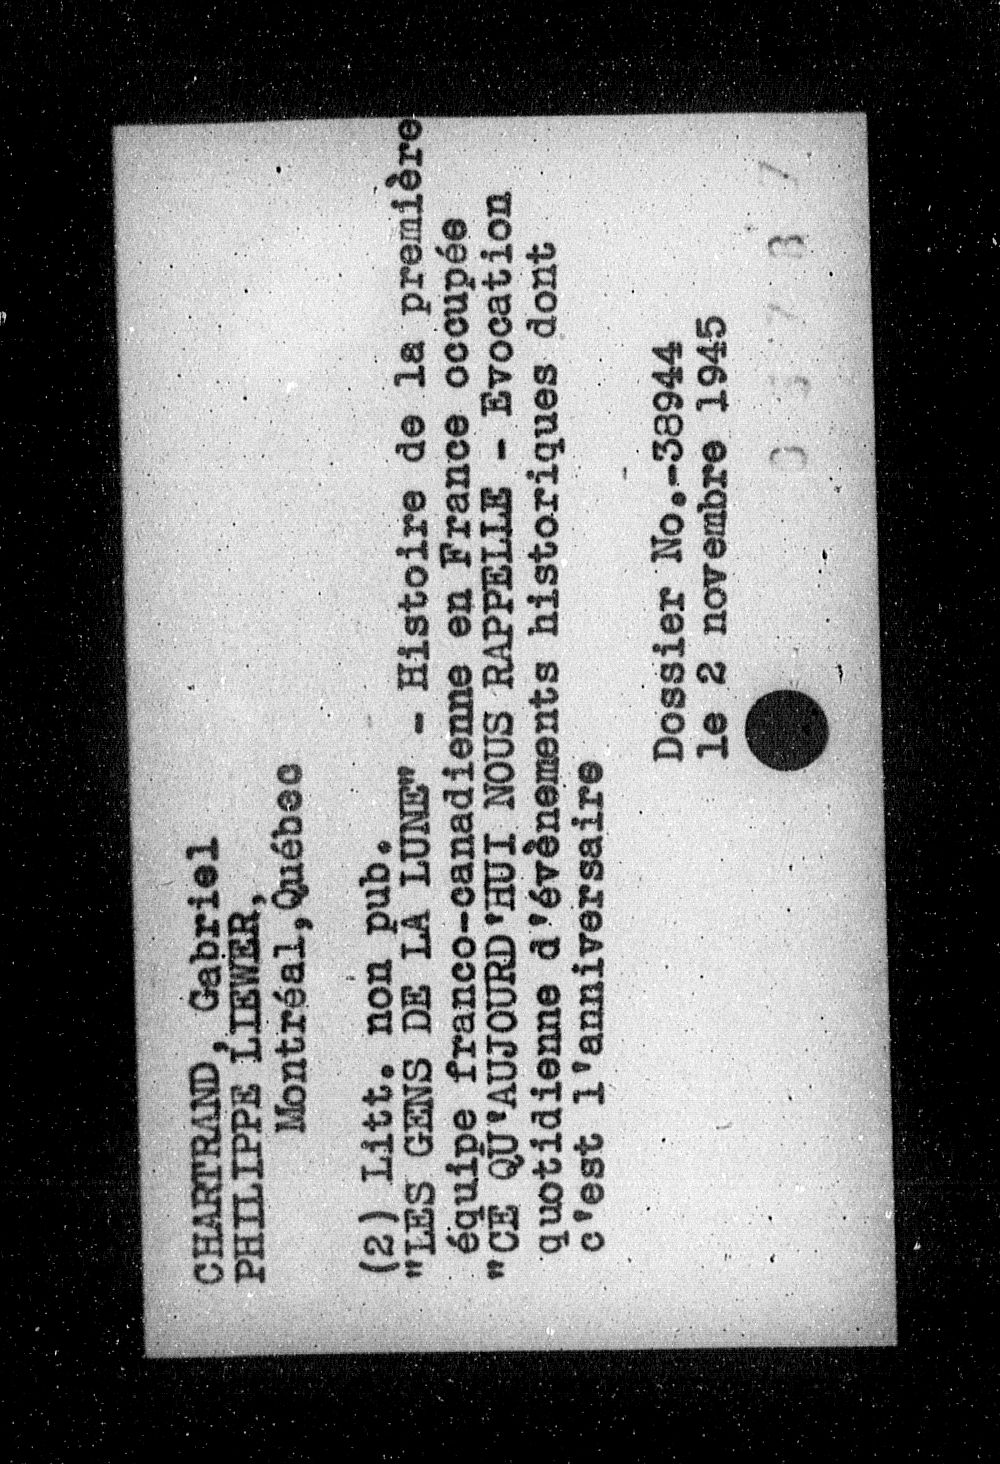 CHARTRAND, Gabriel
PHILIPPE LIEWER,
Montréal,Québec
(2) Litt. non pub.
"LES GENS DE LA LUNE" - Histoire de la première
équipe franco-canadienne en France occupée
"CE QU'AUJOURD'HUI NOUS RAPPELLE - Evocation
quotidienne d'évènements historiques dont
c'est l'anniversaire
Dossier No.-38944
le 2 novembre 1945